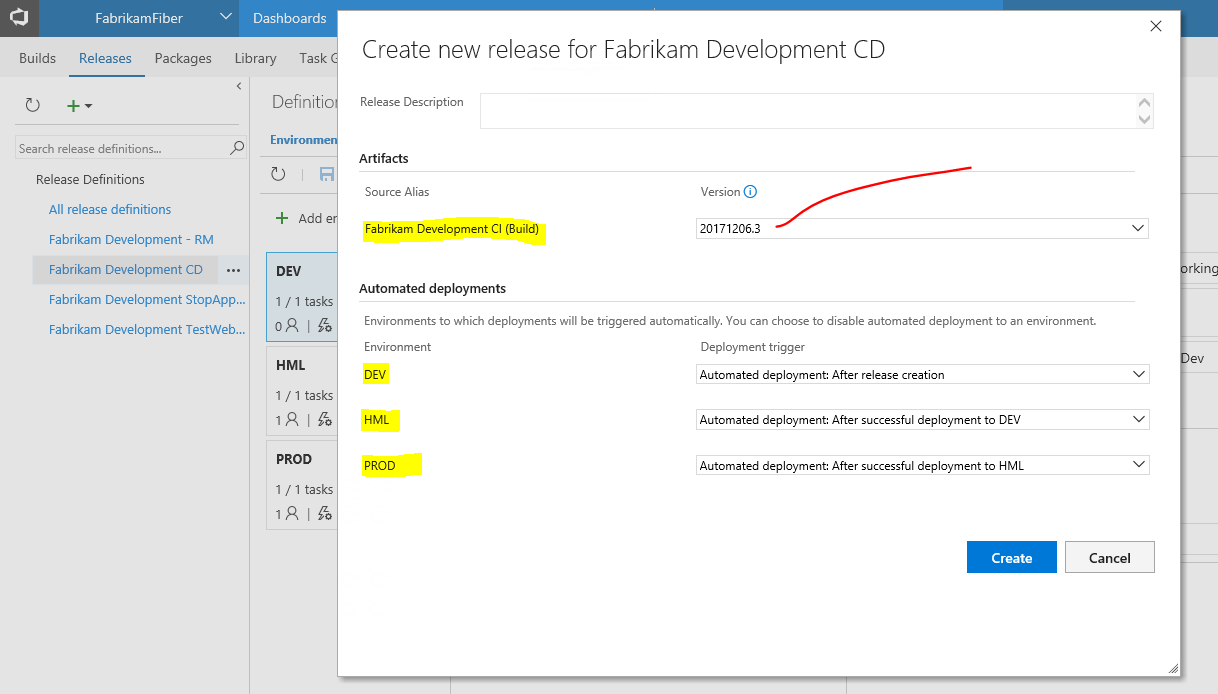 FabrikamFiber Dashboards
Builds Releases Packages Library Task G
Search release definitions...
Release Definitions
All release definitions
Fabrikam Development - RM
Fabrikam Development CD ...
Fabrikam Development StopApp...
Fabrikam Development TestWeb...
Definition
Environmen
Add en
DEV
1 / 1 tasks
0
HML
1 / 1 tasks
1
PROD
1 / 1 tasks
1
Create new release for Fabrikam Development CD
Release Description
Artifacts
Source Alias Version
Fabrikam Development CI (Build) 20171206.3
Automated deployments
Environments to which deployments will be triggered automatically. You can choose to disable automated deployment to an environment.
Environment Deployment trigger
DEV Automated deployment: After release creation
HML Automated deployment: After successful deployment to DEV
PROD Automated deployment: After successful deployment to HML
Create Cancel
orking
Dev